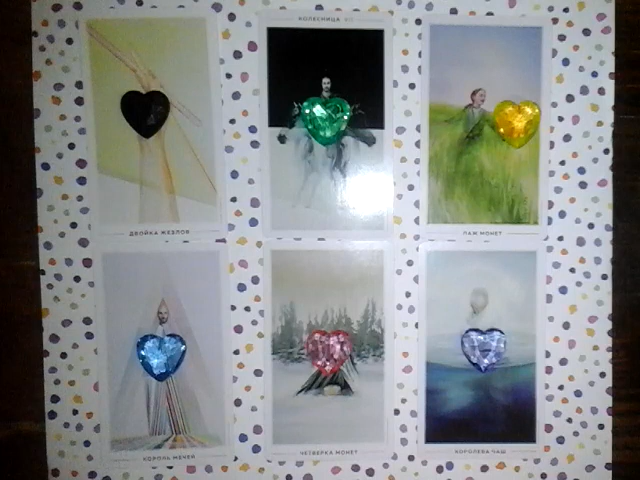 ДВОЙКА ЖЕЗЛОВ
КОЛЕСНИЦА
ПАЖ МОНЕТ
КОРОЛЬ МЕЧЕЙ
ЧЕТВЕРКА МОНЕТ
КОРОЛЕВА ЧАШ